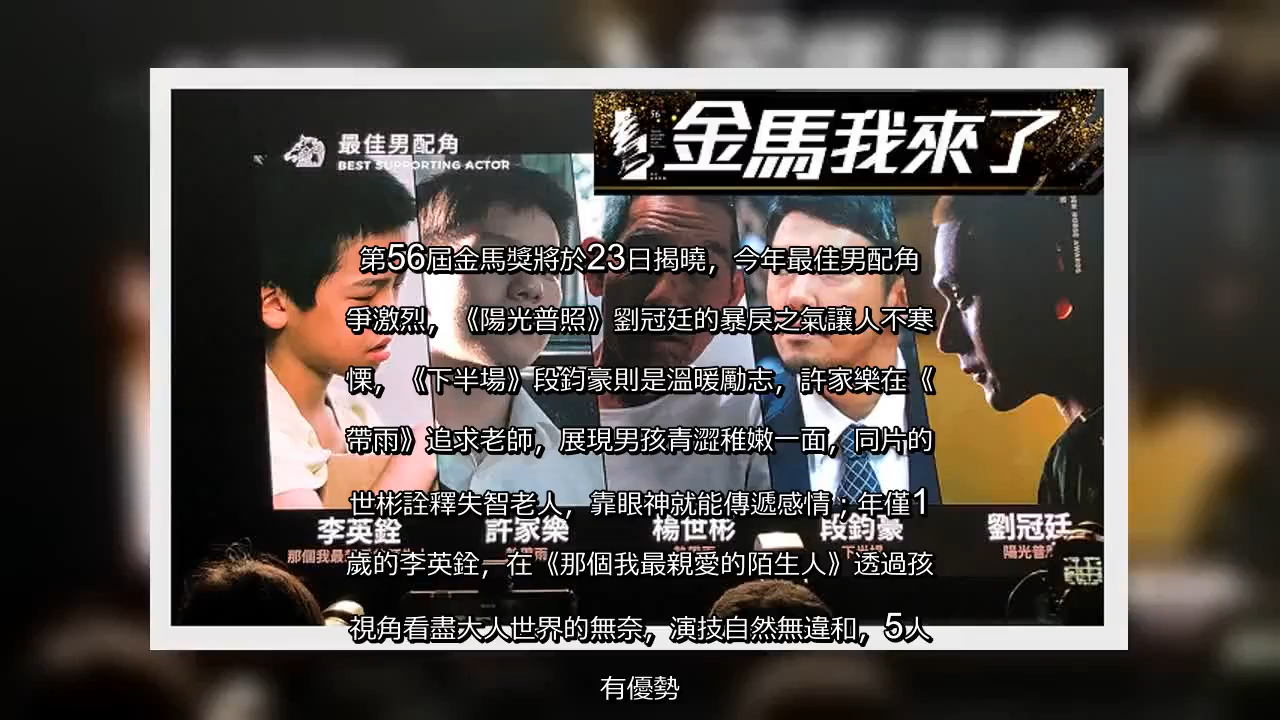 金馬我來了
最佳男配角
BEST SUPPORTING ACTOR
第56屆金馬獎將於23日揭曉，今年最佳男配角
爭激烈，《陽光普照》劉冠廷的暴戾之氣讓人不寒
慄，《下半場》段鈞豪則是溫暖勵志，許家樂在《
帶雨》追求老師，展現男孩青澀稚嫩一面，同片的
世彬詮釋失智老人，靠眼神就能傳遞感情；年僅1
李英銓 許家樂 楊世彬 段鈞豪 劉冠廷
歲的李英銓，在《那個我最親愛的陌生人》透過孩
視角看盡大人世界的無奈，演技自然無違和，5人
有優勢